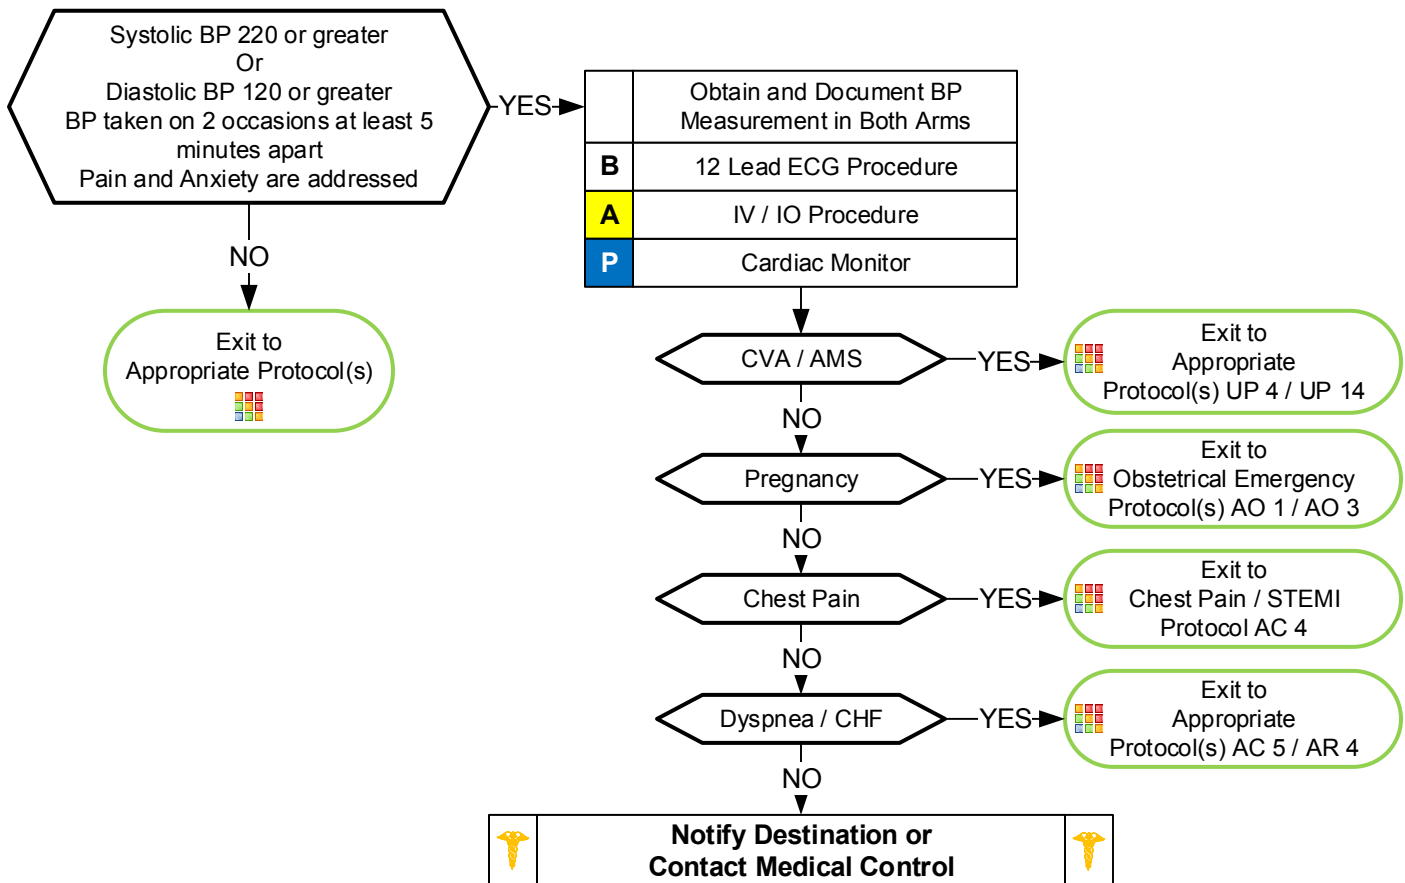 Systolic BP 220 or greater
Or
Diastolic BP 120 or greater
BP taken on 2 occasions at least 5
minutes apart
Pain and Anxiety are addressed
YES
NO
Exit to
Appropriate Protocol(s)
Obtain and Document BP
Measurement in Both Arms
B 12 Lead ECG Procedure
A IV / IO Procedure
P Cardiac Monitor
CVA / AMS
YES
Exit to
Appropriate
Protocol(s) UP 4 / UP 14
NO
Pregnancy
YES
Exit to
Obstetrical Emergency
Protocol(s) AO 1 / AO 3
NO
Chest Pain
YES
Exit to
Chest Pain / STEMI
Protocol AC 4
NO
Dyspnea / CHF
YES
Exit to
Appropriate
Protocol(s) AC 5 / AR 4
NO
Notify Destination or
Contact Medical Control